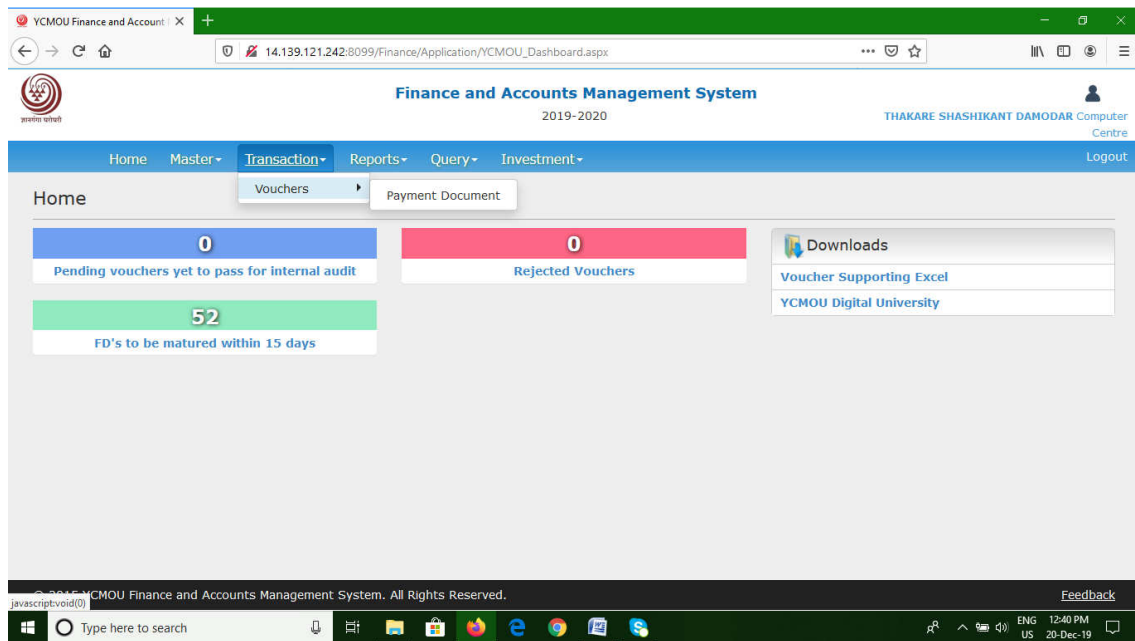 YCMOU Finance and Account
14.139.121.242:8099/Finance/Application/YCMOU_Dashboard.aspx
ज्ञानगंगा घरोघरी
Finance and Accounts Management System
2019-2020
THAKARE SHASHIKANT DAMODAR Computer
Centre
Home Master Transaction Reports Query Investment Logout
Vouchers
Payment Document
Home
0
Pending vouchers yet to pass for internal audit
0
Rejected Vouchers
52
FD's to be matured within 15 days
Downloads
Voucher Supporting Excel
YCMOU Digital University
YCMOU Finance and Accounts Management System. All Rights Reserved.
Feedback
javascript:void(0)
Type here to search
ENG
US
12:40 PM
20-Dec-19